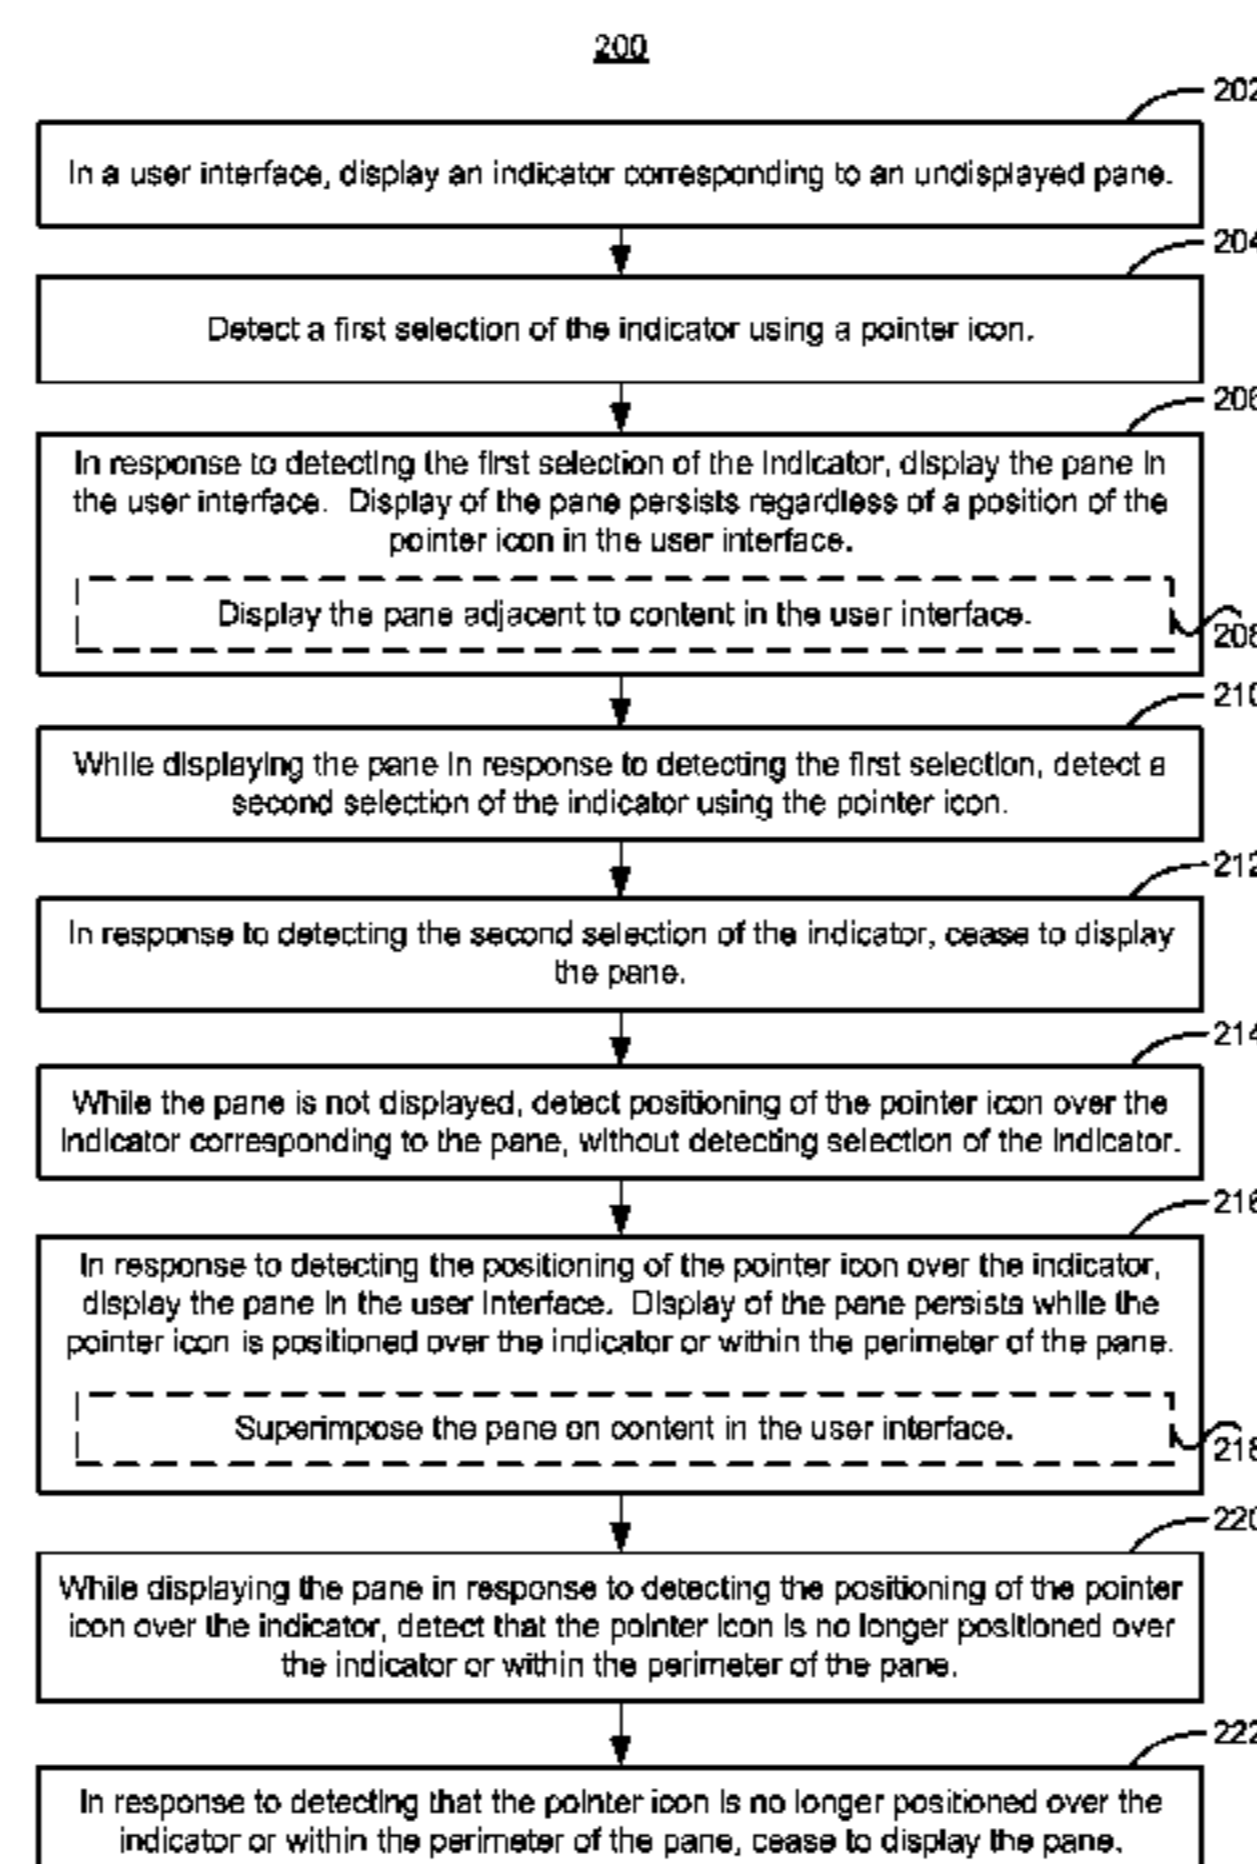 200
202
In a user interface, display an indicator corresponding to an undisplayed pane.
204
Detect a first selection of the indicator using a pointer icon.
206
In response to detecting the first selection of the indicator, display the pane in
the user interface. Display of the pane persists regardless of a position of the
pointer icon in the user interface.
Display the pane adjacent to content in the user interface.
208
210
While displaying the pane in response to detecting the first selection, detect a
second selection of the indicator using the pointer icon.
212
In response to detecting the second selection of the indicator, cease to display
the pane.
214
While the pane is not displayed, detect positioning of the pointer icon over the
indicator corresponding to the pane, without detecting selection of the indicator.
216
In response to detecting the positioning of the pointer icon over the indicator,
display the pane in the user interface. Display of the pane persists while the
pointer icon is positioned over the indicator or within the perimeter of the pane.
Superimpose the pane on content in the user interface.
218
220
While displaying the pane in response to detecting the positioning of the pointer
icon over the indicator, detect that the pointer icon is no longer positioned over
the indicator or within the perimeter of the pane.
222
In response to detecting that the pointer icon is no longer positioned over the
indicator or within the perimeter of the pane, cease to display the pane.